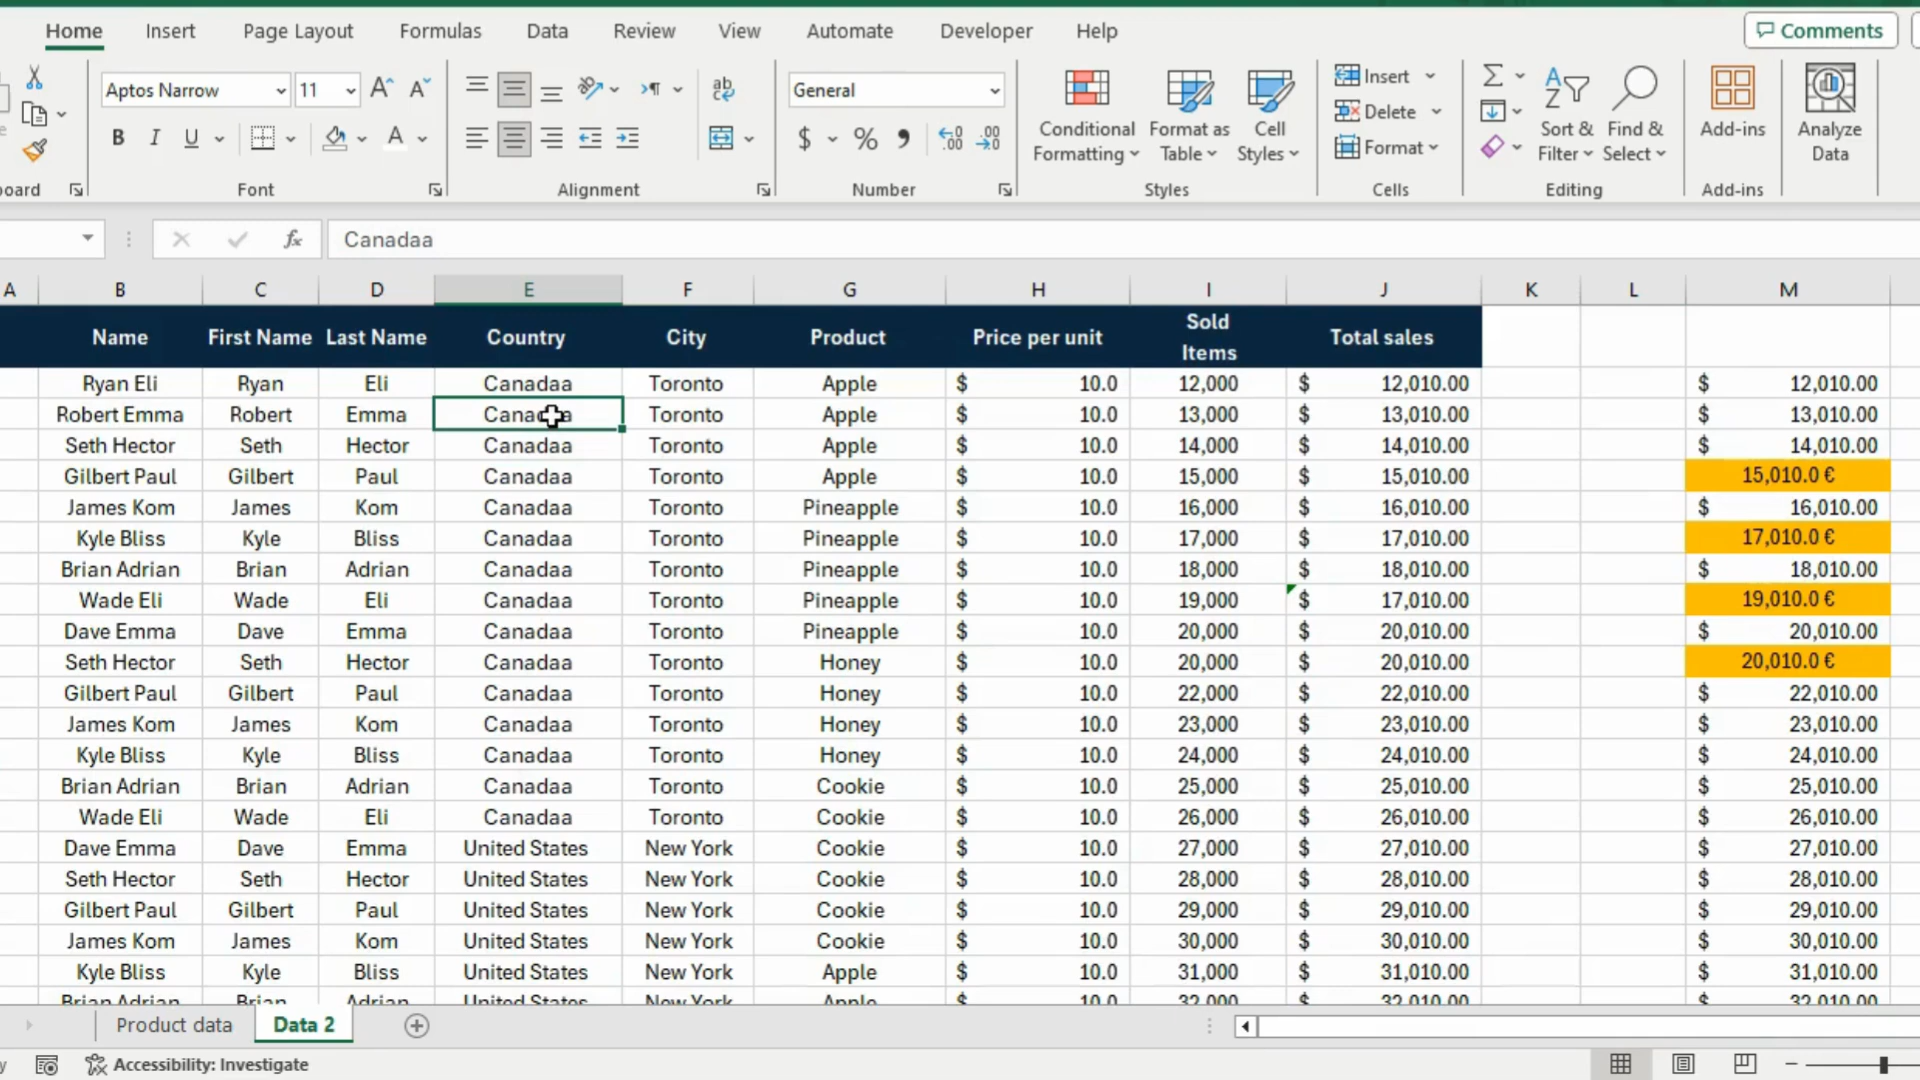 Home Insert Page Layout Formulas Data Review View Automate Developer Help Comments
Aptos Narrow 11 General
B I U A $ % Conditional Formatting Format as Table Cell Styles Insert Delete Format Sort & Filter Find & Select Add-ins Analyze Data
Font Alignment Number Styles Cells Editing Add-ins
fx Canadaa
A B C D E F G H I J K L M
Name First Name Last Name Country City Product Price per unit Sold Items Total sales
Ryan Eli Ryan Eli Canadaa Toronto Apple $ 10.0 12,000 $ 12,010.00 $ 12,010.00
Robert Emma Robert Emma Toronto Apple $ 10.0 13,000 $ 13,010.00 $ 13,010.00
Seth Hector Seth Hector Canadaa Toronto Apple $ 10.0 14,000 $ 14,010.00 $ 14,010.00
Gilbert Paul Gilbert Paul Canadaa Toronto Apple $ 10.0 15,000 $ 15,010.00 15,010.0 €
James Kom James Kom Canadaa Toronto Pineapple $ 10.0 16,000 $ 16,010.00 $ 16,010.00
Kyle Bliss Kyle Bliss Canadaa Toronto Pineapple $ 10.0 17,000 $ 17,010.00 17,010.0 €
Brian Adrian Brian Adrian Canadaa Toronto Pineapple $ 10.0 18,000 $ 18,010.00 $ 18,010.00
Wade Eli Wade Eli Canadaa Toronto Pineapple $ 10.0 19,000 $ 17,010.00 19,010.0 €
Dave Emma Dave Emma Canadaa Toronto Pineapple $ 10.0 20,000 $ 20,010.00 $ 20,010.00
Seth Hector Seth Hector Canadaa Toronto Honey $ 10.0 20,000 $ 20,010.00 20,010.0 €
Gilbert Paul Gilbert Paul Canadaa Toronto Honey $ 10.0 22,000 $ 22,010.00 $ 22,010.00
James Kom James Kom Canadaa Toronto Honey $ 10.0 23,000 $ 23,010.00 $ 23,010.00
Kyle Bliss Kyle Bliss Canadaa Toronto Honey $ 10.0 24,000 $ 24,010.00 $ 24,010.00
Brian Adrian Brian Adrian Canadaa Toronto Cookie $ 10.0 25,000 $ 25,010.00 $ 25,010.00
Wade Eli Wade Eli Canadaa Toronto Cookie $ 10.0 26,000 $ 26,010.00 $ 26,010.00
Dave Emma Dave Emma United States New York Cookie $ 10.0 27,000 $ 27,010.00 $ 27,010.00
Seth Hector Seth Hector United States New York Cookie $ 10.0 28,000 $ 28,010.00 $ 28,010.00
Gilbert Paul Gilbert Paul United States New York Cookie $ 10.0 29,000 $ 29,010.00 $ 29,010.00
James Kom James Kom United States New York Cookie $ 10.0 30,000 $ 30,010.00 $ 30,010.00
Kyle Bliss Kyle Bliss United States New York Apple $ 10.0 31,000 $ 31,010.00 $ 31,010.00
Brian Adrian Brian Adrian United States New York Apple $ 10.0 32,000 $ 32,010.00 $ 32,010.00
Product data Data 2
Accessibility: Investigate